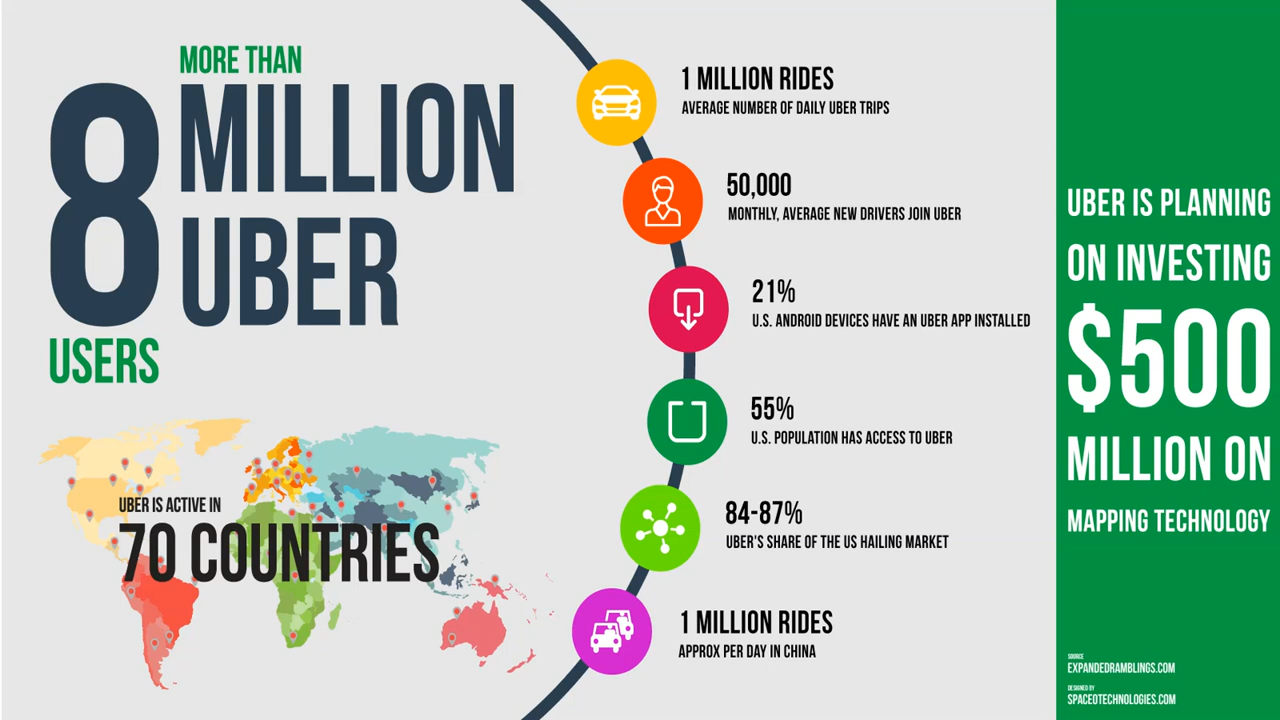 MORE THAN
8 MILLION
UBER
USERS
UBER IS ACTIVE IN
70 COUNTRIES
1 MILLION RIDES
AVERAGE NUMBER OF DAILY UBER TRIPS
50,000
MONTHLY, AVERAGE NEW DRIVERS JOIN UBER
21%
U.S. ANDROID DEVICES HAVE AN UBER APP INSTALLED
55%
U.S. POPULATION HAS ACCESS TO UBER
84-87%
UBER'S SHARE OF THE US HAILING MARKET
1 MILLION RIDES
APPROX PER DAY IN CHINA
UBER IS PLANNING
ON INVESTING
$500
MILLION ON
MAPPING TECHNOLOGY
SOURCE
EXPANDEDRAMBLINGS.COM
DESIGNED BY
SPACEOTECHNOLOGIES.COM